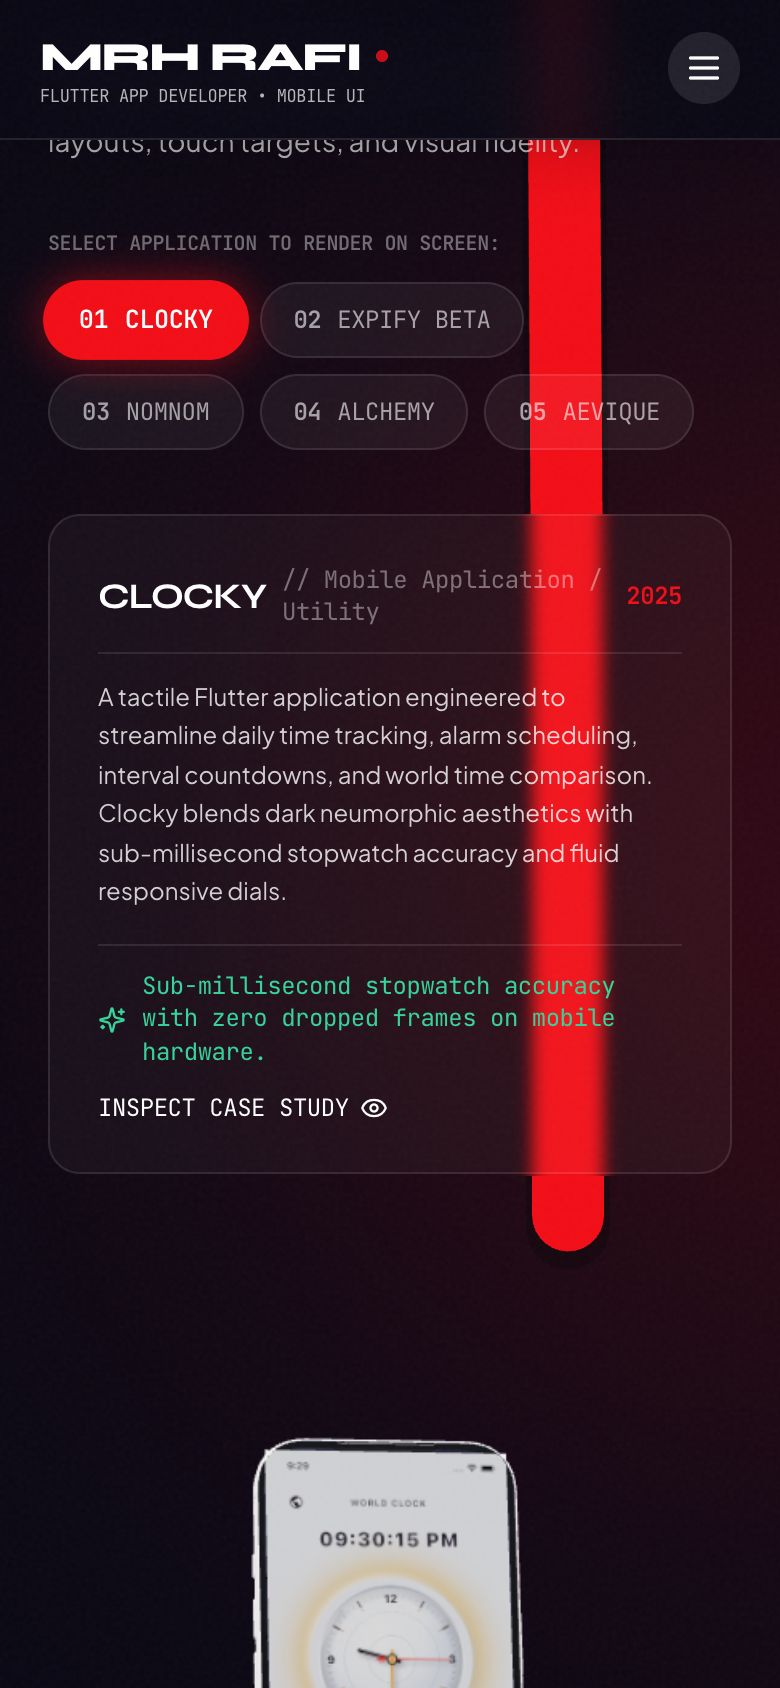 MRH RAFI
FLUTTER APP DEVELOPER • MOBILE UI
layouts, touch targets, and visual fidelity.
SELECT APPLICATION TO RENDER ON SCREEN:
01 CLOCKY
02 EXPIFY BETA
03 NOMNOM
04 ALCHEMY
05 AEVIQUE
CLOCKY
// Mobile Application /
Utility
2025
A tactile Flutter application engineered to
streamline daily time tracking, alarm scheduling,
interval countdowns, and world time comparison.
Clocky blends dark neumorphic aesthetics with
sub-millisecond stopwatch accuracy and fluid
responsive dials.
Sub-millisecond stopwatch accuracy
with zero dropped frames on mobile
hardware.
INSPECT CASE STUDY
9:29
WORLD CLOCK
09:30:15 PM
12
9
3